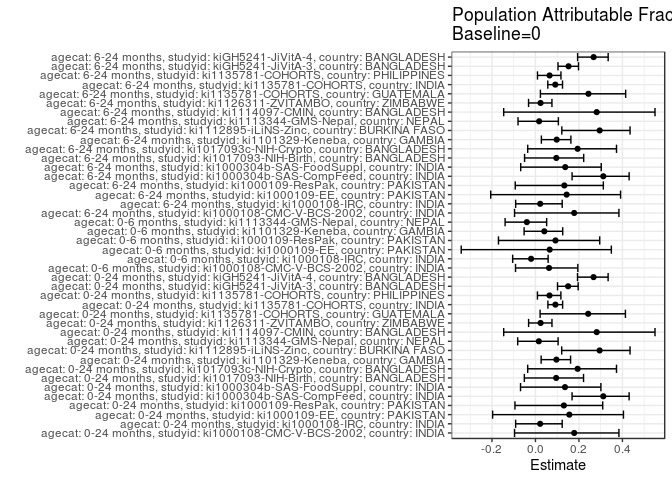 Population Attributable Frac
Baseline=0
agecat: 6-24 months, studyid: kiGH5241-JiVitA-4, country: BANGLADESH
agecat: 6-24 months, studyid: kiGH5241-JiVitA-3, country: BANGLADESH
agecat: 6-24 months, studyid: ki1135781-COHORTS, country: PHILIPPINES
agecat: 6-24 months, studyid: ki1135781-COHORTS, country: INDIA
agecat: 6-24 months, studyid: ki1135781-COHORTS, country: GUATEMALA
agecat: 6-24 months, studyid: ki1126311-ZVITAMBO, country: ZIMBABWE
agecat: 6-24 months, studyid: ki1114097-CMIN, country: BANGLADESH
agecat: 6-24 months, studyid: ki1113344-GMS-Nepal, country: NEPAL
agecat: 6-24 months, studyid: ki1112895-iLiNS-Zinc, country: BURKINA FASO
agecat: 6-24 months, studyid: ki1101329-Keneba, country: GAMBIA
agecat: 6-24 months, studyid: ki1017093c-NIH-Crypto, country: BANGLADESH
agecat: 6-24 months, studyid: ki1017093-NIH-Birth, country: BANGLADESH
agecat: 6-24 months, studyid: ki1000304b-SAS-FoodSuppl, country: INDIA
agecat: 6-24 months, studyid: ki1000304b-SAS-CompFeed, country: INDIA
agecat: 6-24 months, studyid: ki1000109-ResPak, country: PAKISTAN
agecat: 6-24 months, studyid: ki1000109-EE, country: PAKISTAN
agecat: 6-24 months, studyid: ki1000108-IRC, country: INDIA
agecat: 6-24 months, studyid: ki1000108-CMC-V-BCS-2002, country: INDIA
agecat: 0-6 months, studyid: ki1113344-GMS-Nepal, country: NEPAL
agecat: 0-6 months, studyid: ki1101329-Keneba, country: GAMBIA
agecat: 0-6 months, studyid: ki1000109-ResPak, country: PAKISTAN
agecat: 0-6 months, studyid: ki1000109-EE, country: PAKISTAN
agecat: 0-6 months, studyid: ki1000108-IRC, country: INDIA
agecat: 0-6 months, studyid: ki1000108-CMC-V-BCS-2002, country: INDIA
agecat: 0-24 months, studyid: kiGH5241-JiVitA-4, country: BANGLADESH
agecat: 0-24 months, studyid: kiGH5241-JiVitA-3, country: BANGLADESH
agecat: 0-24 months, studyid: ki1135781-COHORTS, country: PHILIPPINES
agecat: 0-24 months, studyid: ki1135781-COHORTS, country: INDIA
agecat: 0-24 months, studyid: ki1135781-COHORTS, country: GUATEMALA
agecat: 0-24 months, studyid: ki1126311-ZVITAMBO, country: ZIMBABWE
agecat: 0-24 months, studyid: ki1114097-CMIN, country: BANGLADESH
agecat: 0-24 months, studyid: ki1113344-GMS-Nepal, country: NEPAL
agecat: 0-24 months, studyid: ki1112895-iLiNS-Zinc, country: BURKINA FASO
agecat: 0-24 months, studyid: ki1101329-Keneba, country: GAMBIA
agecat: 0-24 months, studyid: ki1017093c-NIH-Crypto, country: BANGLADESH
agecat: 0-24 months, studyid: ki1017093-NIH-Birth, country: BANGLADESH
agecat: 0-24 months, studyid: ki1000304b-SAS-FoodSuppl, country: INDIA
agecat: 0-24 months, studyid: ki1000304b-SAS-CompFeed, country: INDIA
agecat: 0-24 months, studyid: ki1000109-ResPak, country: PAKISTAN
agecat: 0-24 months, studyid: ki1000109-EE, country: PAKISTAN
agecat: 0-24 months, studyid: ki1000108-IRC, country: INDIA
agecat: 0-24 months, studyid: ki1000108-CMC-V-BCS-2002, country: INDIA
-0.2 0.0 0.2 0.4
Estimate